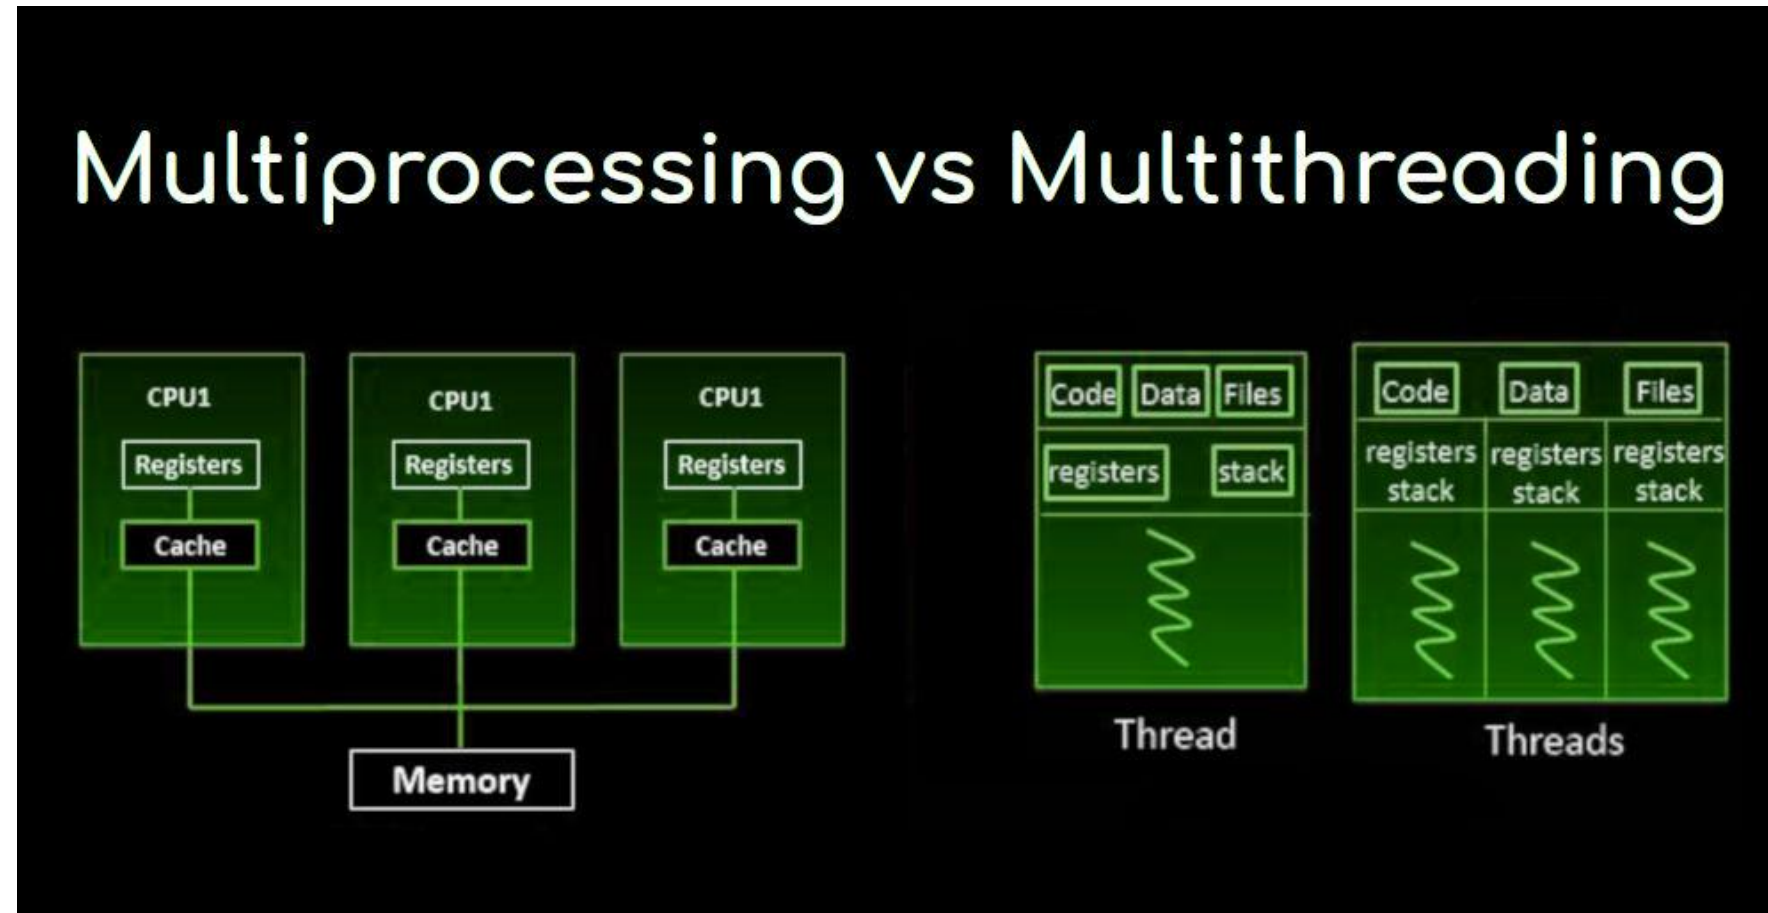 Multiprocessing vs Multithreading
CPU1
Registers
Cache
CPU1
Registers
Cache
CPU1
Registers
Cache
Memory
Code Data Files
registers stack
Thread
Code Data Files
registers registers registers
stack stack stack
Threads